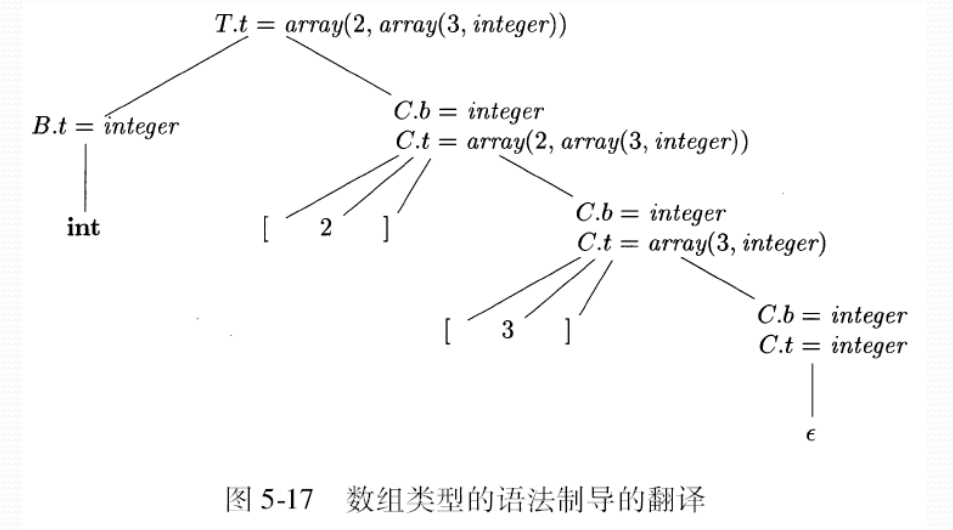 T.t = array(2, array(3, integer))
B.t = integer
C.b = integer
C.t = array(2, array(3, integer))
int
[ 2 ]
C.b = integer
C.t = array(3, integer)
[ 3 ]
C.b = integer
C.t = integer
ϵ
图 5-17 数组类型的语法制导的翻译